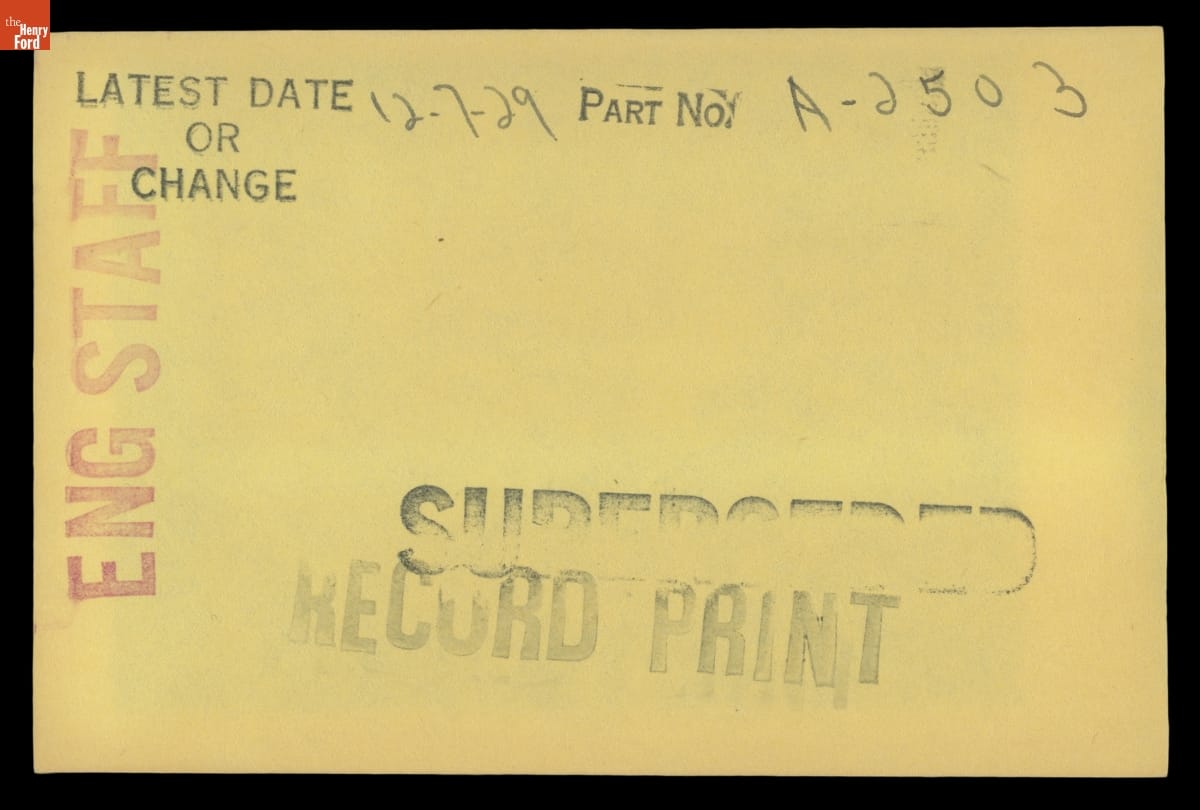 the
Henry
Ford
LATEST DATE 12-7-29 PART NO. A-2503
OR
CHANGE
ENG STAFF
SUPERSEDED
RECORD PRINT